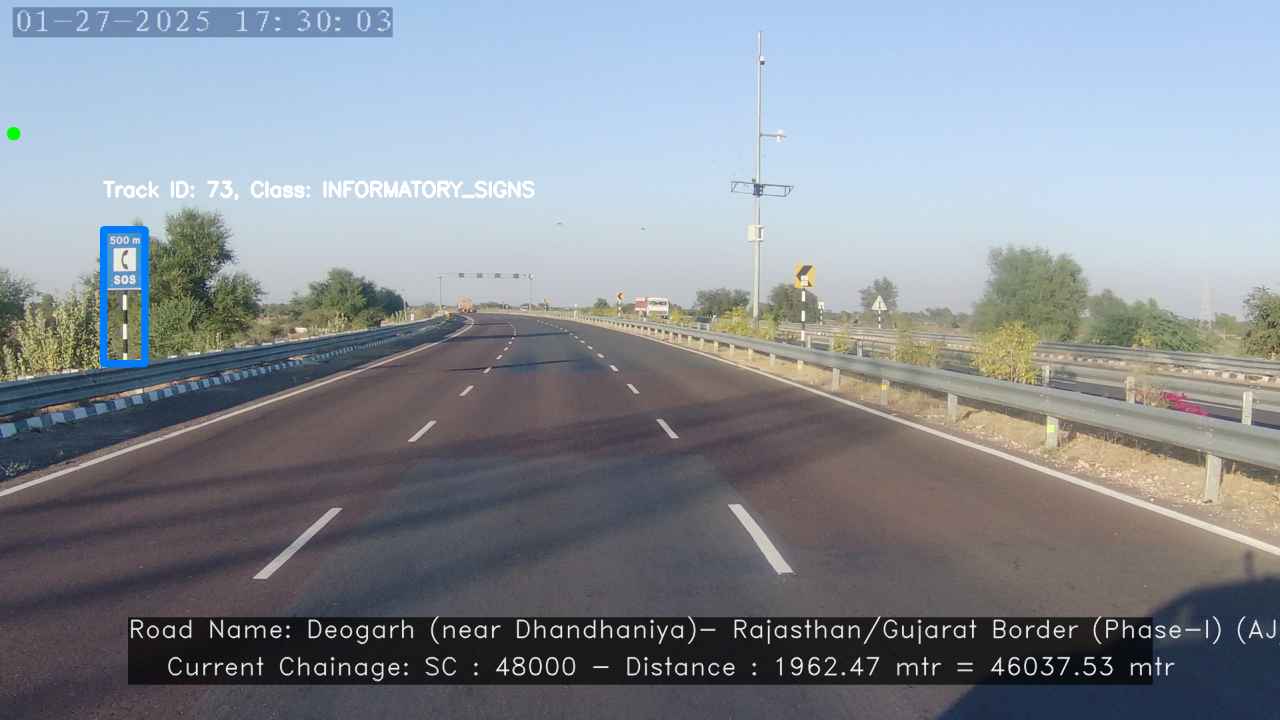 01-27-2025 17:30:03
Track ID: 73, Class: INFORMATORY_SIGNS
500 m
SOS
Road Name: Deogarh (near Dhandhaniya)- Rajasthan/Gujarat Border (Phase-I) (AJ
Current Chainage: SC : 48000 - Distance : 1962.47 mtr = 46037.53 mtr